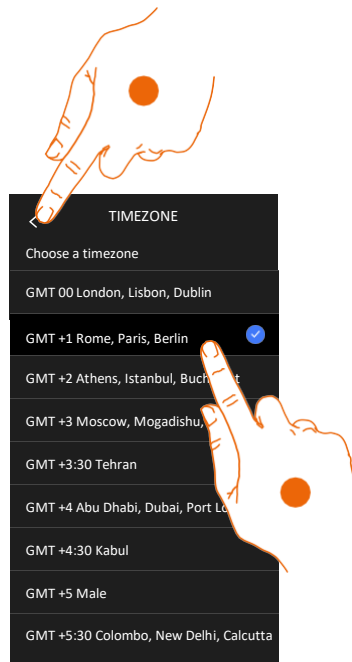 TIMEZONE
Choose a timezone
GMT 00 London, Lisbon, Dublin
GMT +1 Rome, Paris, Berlin
GMT +2 Athens, Istanbul,
GMT +3 Moscow, Mogadishu,
GMT +3:30 Tehran
GMT +4 Abu Dhabi, Dubai, Port
GMT +4:30 Kabul
GMT +5 Male
GMT +5:30 Colombo, New Delhi, Calcutta